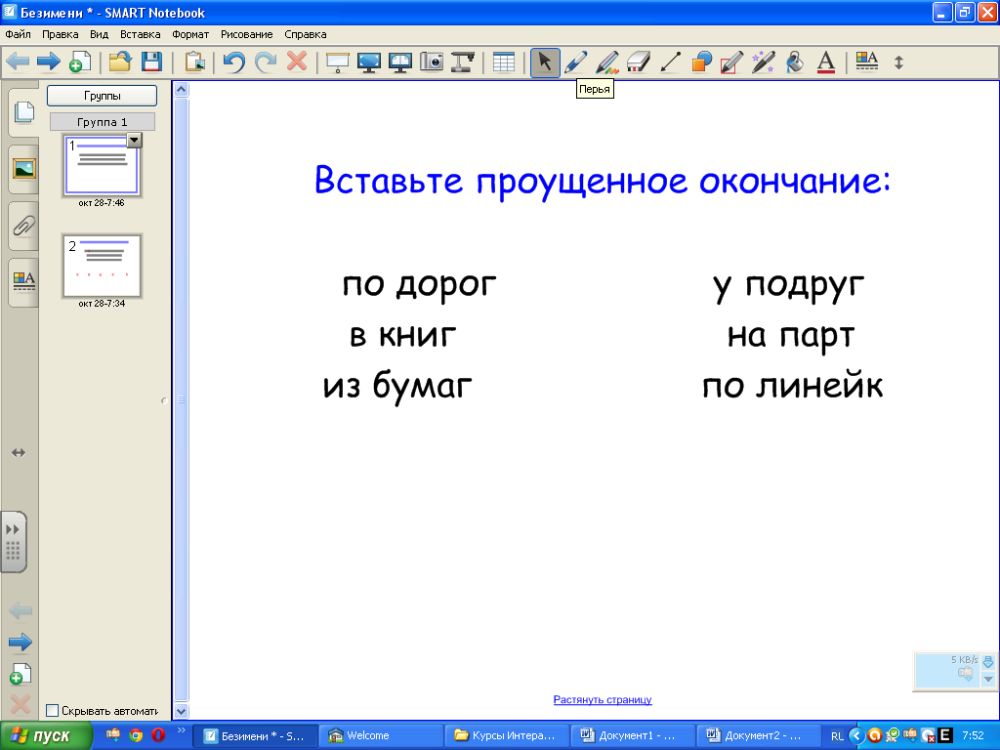 Безимени * - SMART Notebook
Файл Правка Вид Вставка Формат Рисование Справка
Перья
Группы
Группа 1
1
окт 28-7:46
2
окт 28-7:34
Вставьте проущенное окончание:
по дорог у подруг
в книг на парт
из бумаг по линейк
5 KB/s
Растянуть страницу
Скрывать автомати
пуск
Безимени * - S...
Welcome
Курсы Интера...
Документ1 - ...
Документ2 - ...
RL
7:52